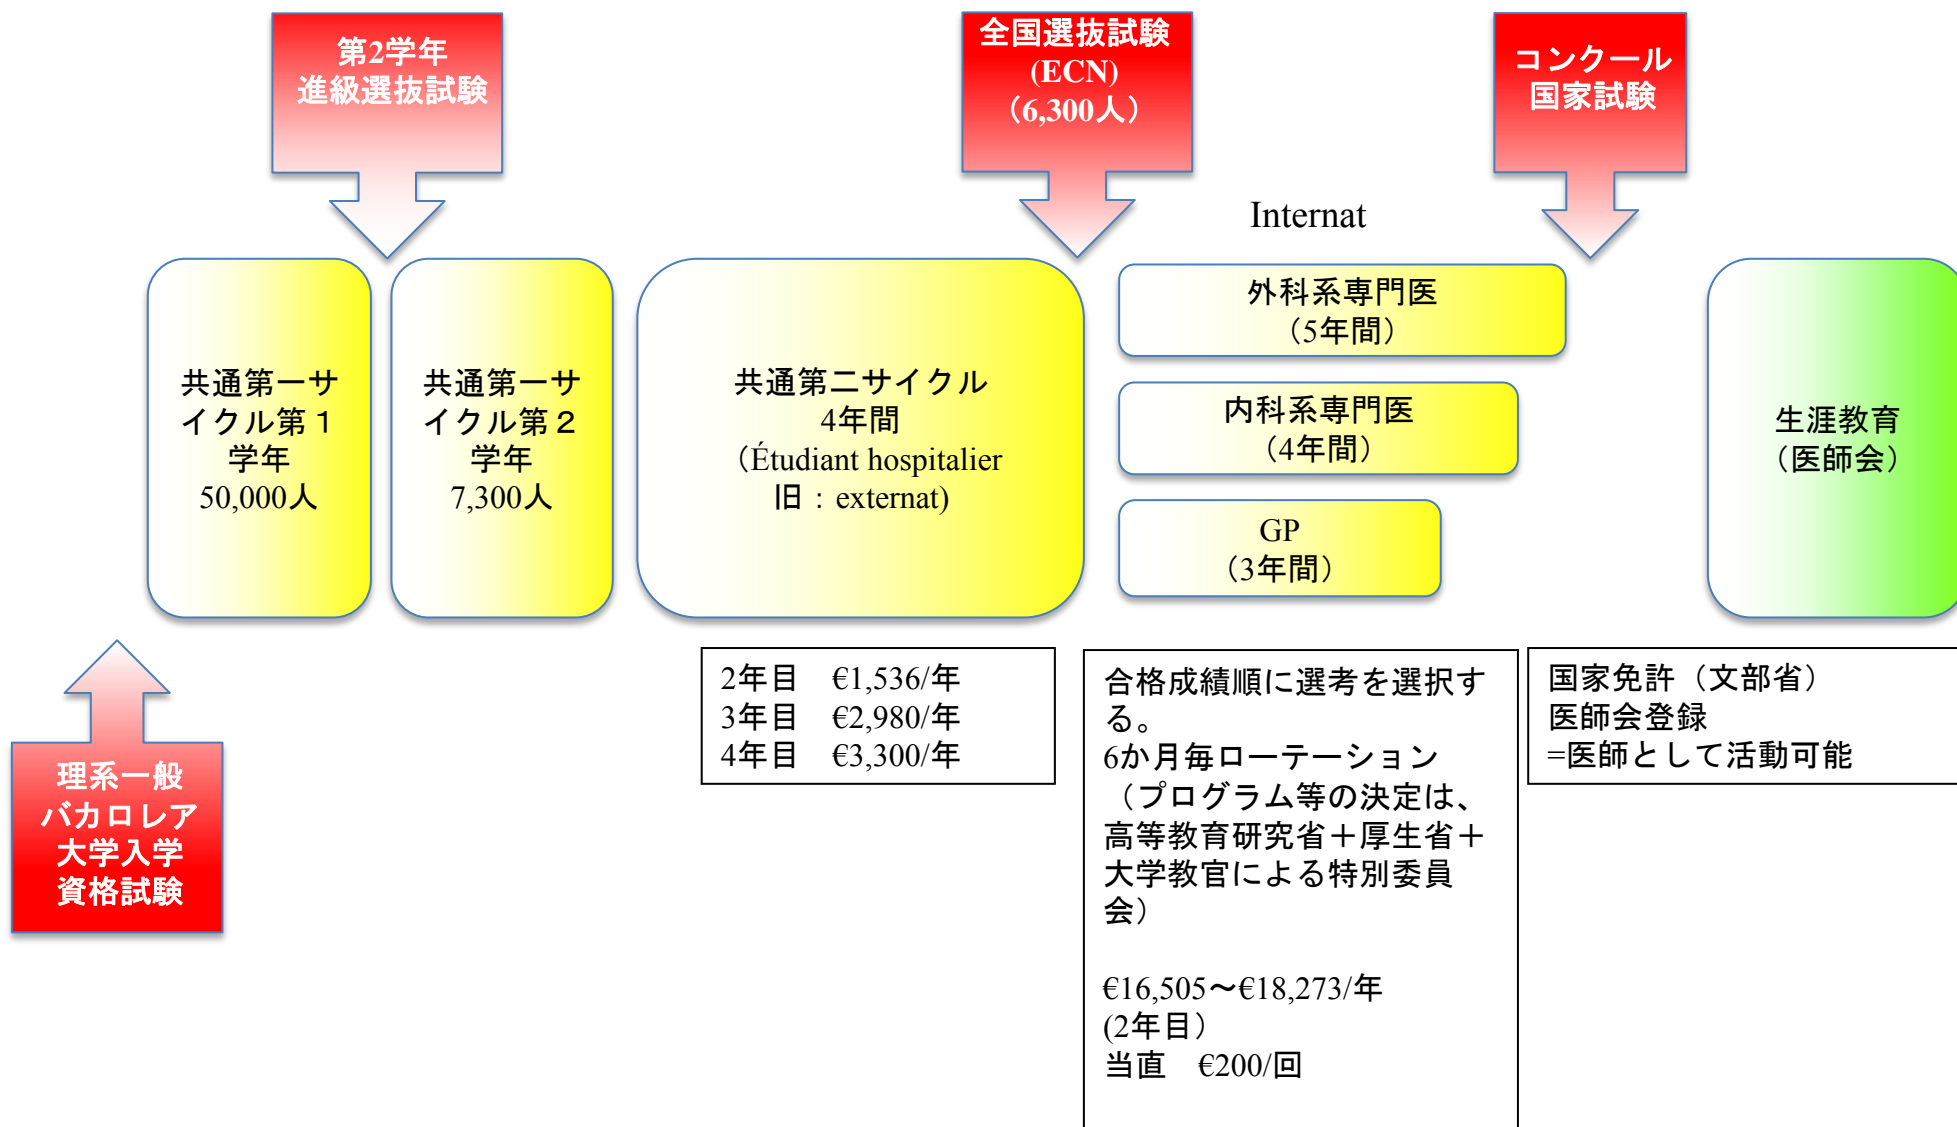 第2学年
進級選抜試験
全国選抜試験
(ECN)
（6,300人）
コンクール
国家試験
Internat
共通第一サ
イクル第１
学年
50,000人
共通第一サ
イクル第２
学年
7,300人
共通第二サイクル
4年間
（Étudiant hospitalier
旧：externat)
外科系専門医
（5年間）
内科系専門医
（4年間）
GP
（3年間）
生涯教育
（医師会）
理系一般
バカロレア
大学入学
資格試験
2年目　€1,536/年
3年目　€2,980/年
4年目　€3,300/年
合格成績順に選考を選択す
る。
6か月毎ローテーション
（プログラム等の決定は、
高等教育研究省＋厚生省＋
大学教官による特別委員
会）
€16,505～€18,273/年
(2年目）
当直　€200/回
国家免許（文部省）
医師会登録
=医師として活動可能